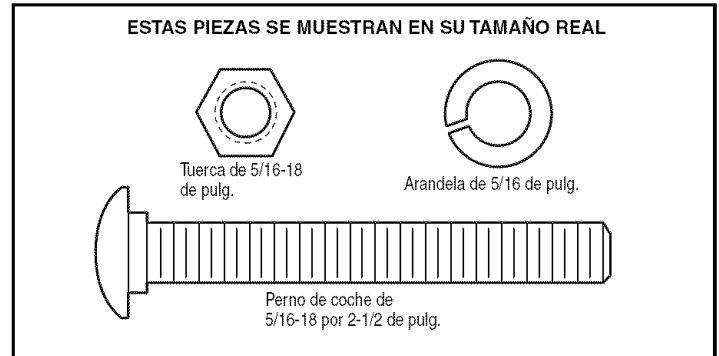 ESTAS PIEZAS SE MUESTRAN EN SU TAMAÑO REAL
Tuerca de 5/16-18
de pulg.
Arandela de 5/16 de pulg.
Perno de coche de
5/16-18 por 2-1/2 de pulg.